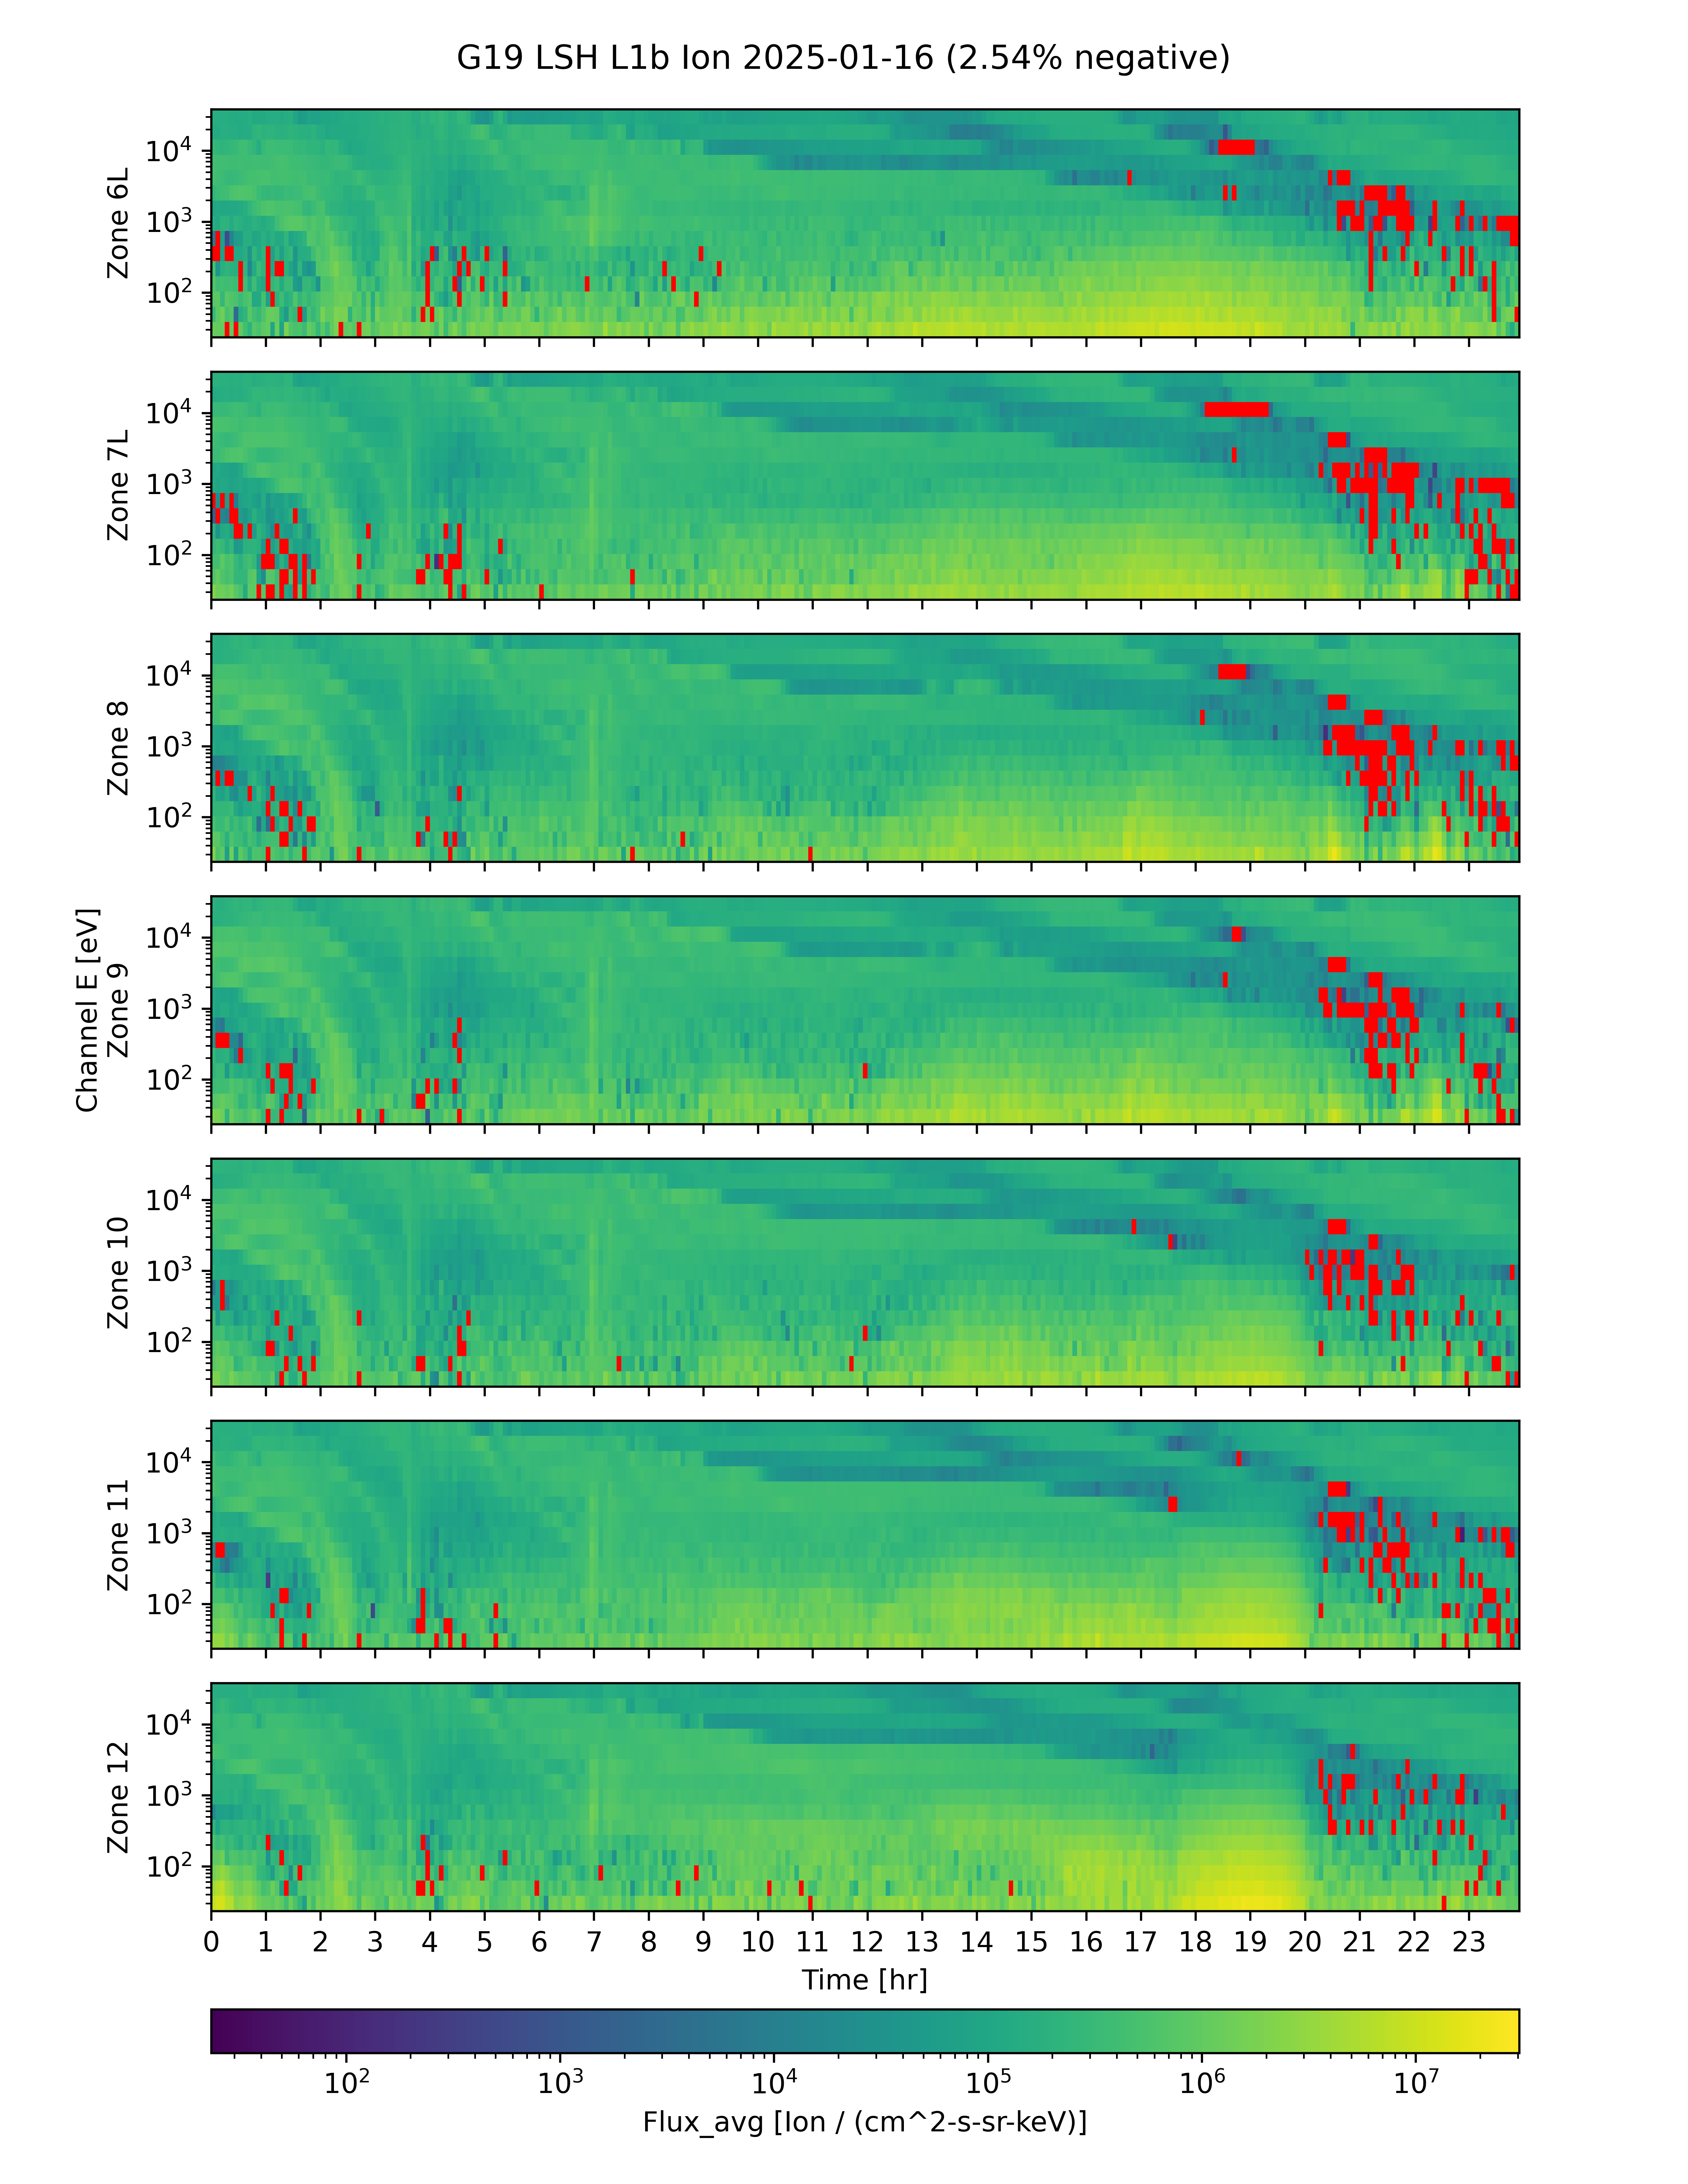 G19 LSH L1b Ion 2025-01-16 (2.54% negative)
Zone 6L
10^4
10^3
10^2
Zone 7L
10^4
10^3
10^2
Zone 8
10^4
10^3
10^2
Channel E [eV]
Zone 9
10^4
10^3
10^2
Zone 10
10^4
10^3
10^2
Zone 11
10^4
10^3
10^2
Zone 12
10^4
10^3
10^2
0 1 2 3 4 5 6 7 8 9 10 11 12 13 14 15 16 17 18 19 20 21 22 23
Time [hr]
10^2 10^3 10^4 10^5 10^6 10^7
Flux_avg [Ion / (cm^2-s-sr-keV)]